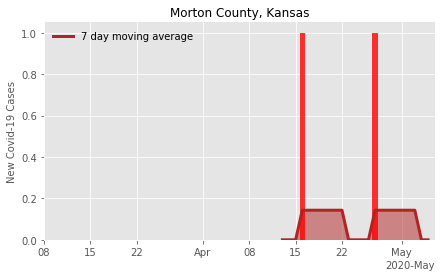 Morton County, Kansas
7 day moving average
New Covid-19 Cases
1.0
0.8
0.6
0.4
0.2
0.0
08 15 22 Apr 08 15 22 May
2020-May